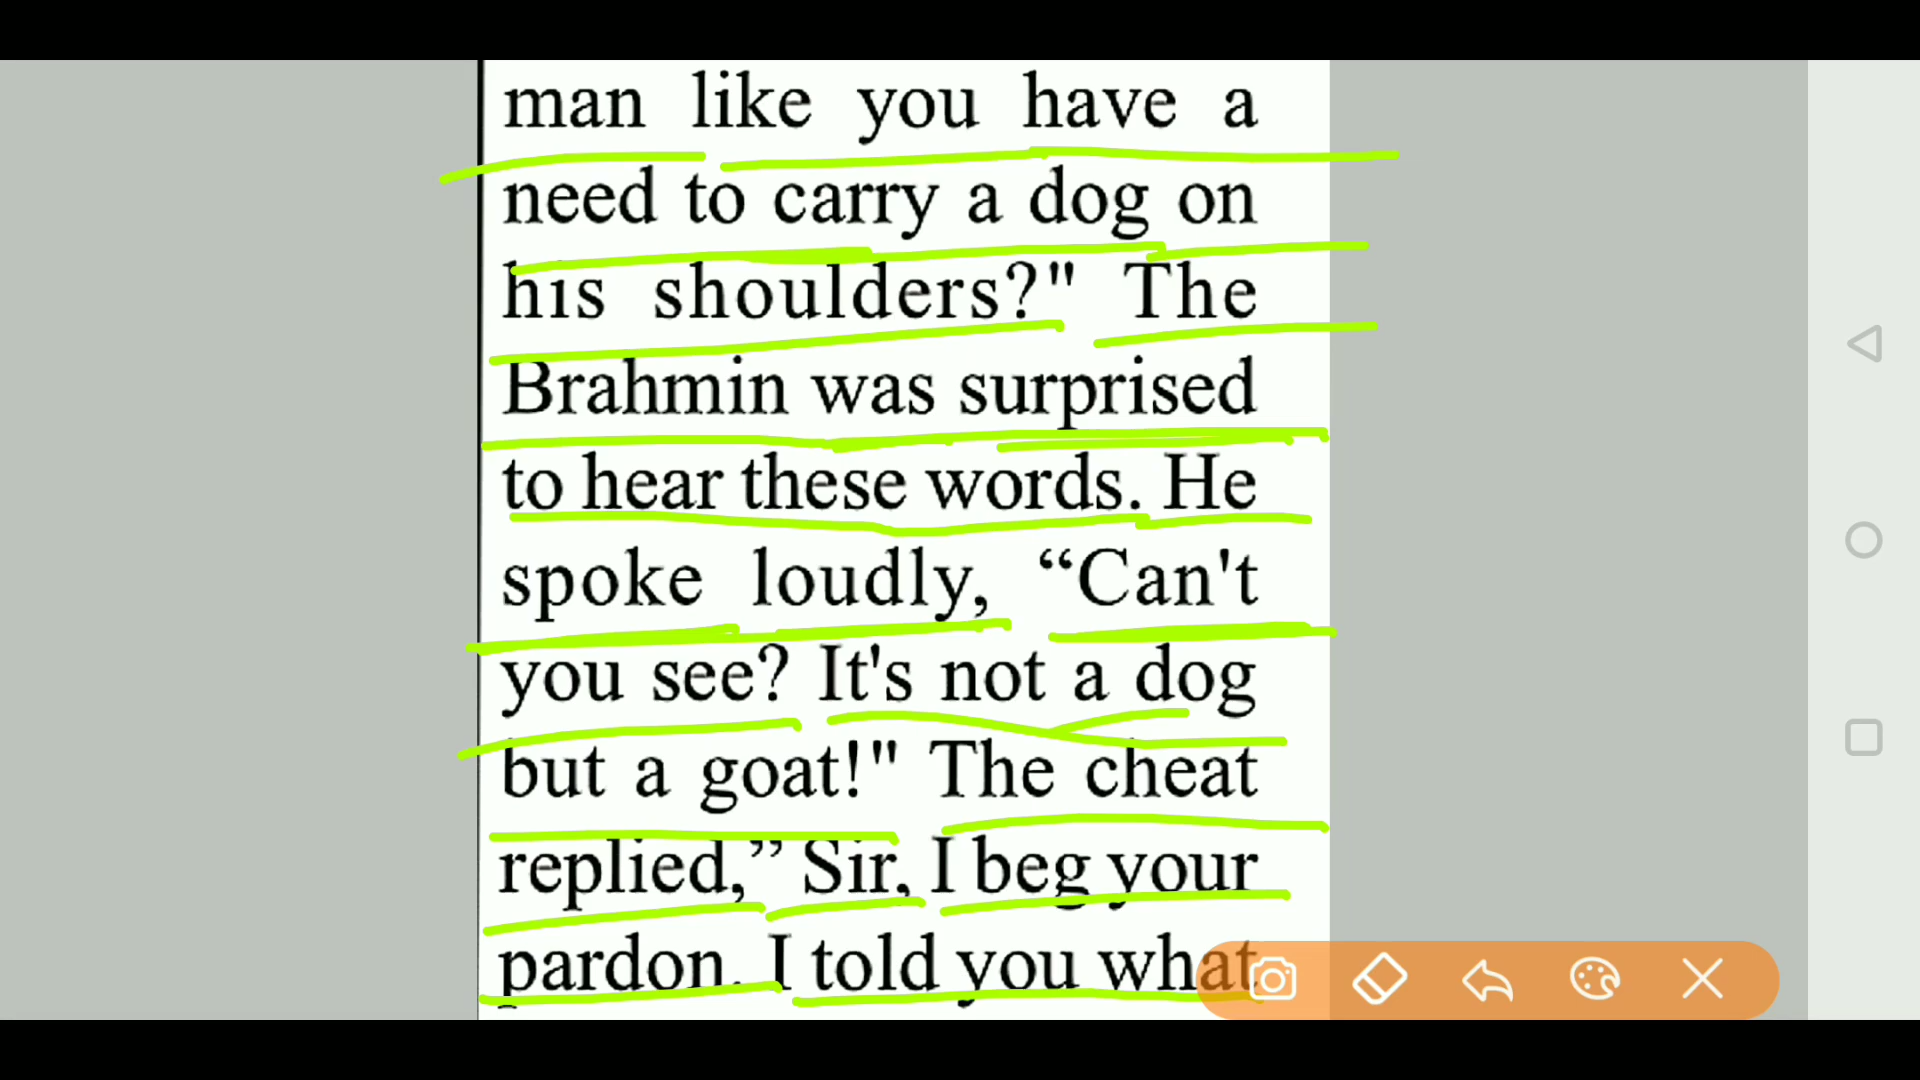 man like you have a
need to carry a dog on
his shoulders?" The
Brahmin was surprised
to hear these words. He
spoke loudly, “Can't
you see? It's not a dog
but a goat!" The cheat
replied,” Sir, I beg your
pardon. I told you what